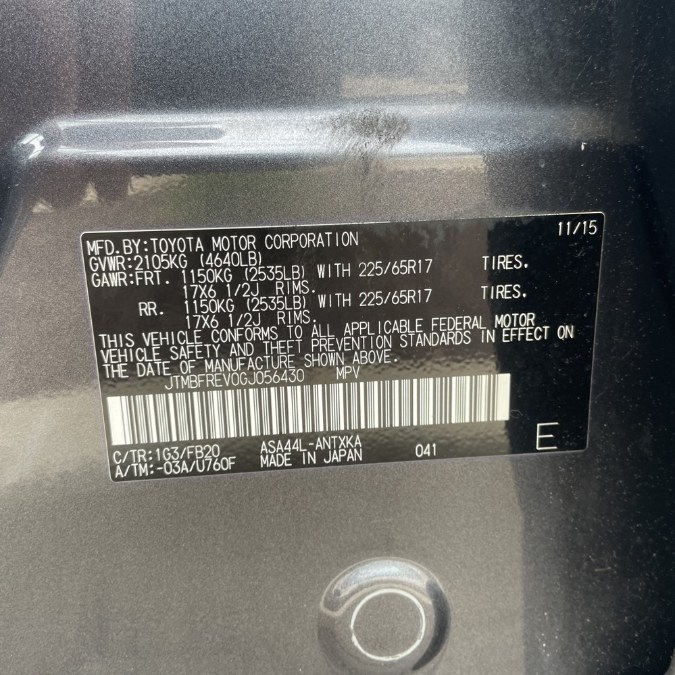 MFD.BY:TOYOTA MOTOR CORPORATION 11/15
GVWR:2105KG (4640LB)
GAWR:FRT. 1150KG (2535LB) WITH 225/65R17 TIRES.
17X6 1/2J RIMS.
RR. 1150KG (2535LB) WITH 225/65R17 TIRES.
17X6 1/2J RIMS.
THIS VEHICLE CONFORMS TO ALL APPLICABLE FEDERAL MOTOR
VEHICLE SAFETY AND THEFT PREVENTION STANDARDS IN EFFECT ON
THE DATE OF MANUFACTURE SHOWN ABOVE.
JTMBFREV0GJ056430 MPV
C/TR:1G3/FB20 ASA44L-ANTXKA 041 E
A/TM:-03A/U760F MADE IN JAPAN